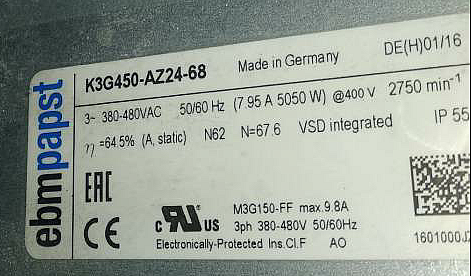 ebmpapst
K3G450-AZ24-68 Made in Germany DE(H)01/16
3~ 380-480VAC 50/60 Hz (7.95 A 5050 W) @400 V 2750 min⁻¹
η =64.5% (A, static) N62 N=67.6 VSD integrated IP 55
EAC
CE
c RU US
M3G150-FF max.9.8A
3ph 380-480V 50/60Hz
Electronically-Protected Ins.Cl.F AO